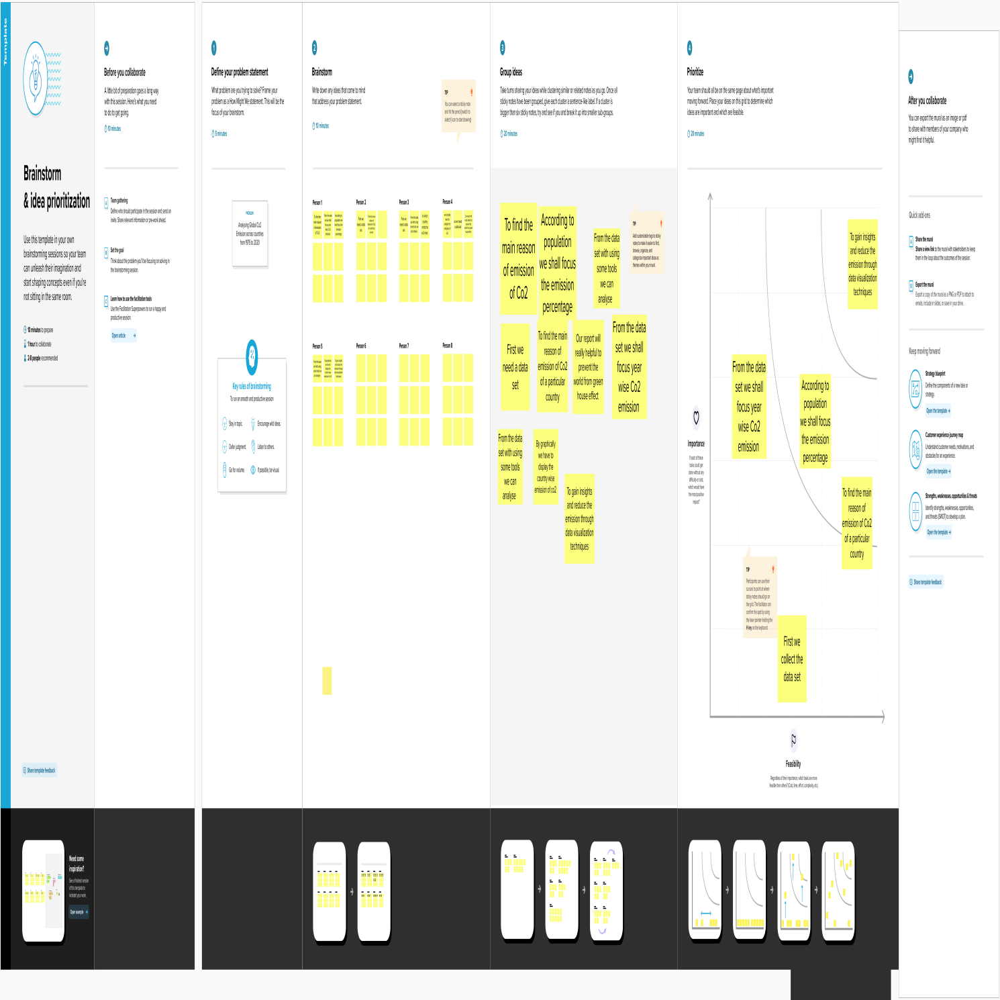 Template
Brainstorm
& idea prioritization
Use this template in your own
brainstorming sessions so your team
can unleash their imagination and
start shaping concepts even if you're
not sitting in the same room.
10 minutes to prepare
1 hour to collaborate
2-8 people recommended
Share template feedback
Need some
inspiration?
See a finished version
of this template to
kickstart your work.
Open example
Before you collaborate
A little bit of preparation goes a long way
with this session. Here's what you need
to do to get going.
10 minutes
A
Team gathering
Define who should participate in the session and send an
invite. Share relevant information or pre-work ahead.
B
Set the goal
Think about the problem you'll be focusing on solving in
the brainstorming session.
C
Learn how to use the facilitation tools
Use the Facilitation Superpowers to run a happy and
productive session.
Open article
1
Define your problem statement
What problem are you trying to solve? Frame your
problem as a How Might We statement. This will be the
focus of your brainstorm.
5 minutes
PROBLEM
Analysing Global Co2
Emission across countries
from 1975 to 2020
Key rules of brainstorming
To run an smooth and productive session
Stay in topic.
Encourage wild ideas.
Defer judgment.
Listen to others.
Go for volume.
If possible, be visual.
2
Brainstorm
Write down any ideas that come to mind
that address your problem statement.
10 minutes
TIP
You can select a sticky note
and hit the pencil [switch to
sketch] icon to start drawing!
Person 1
Person 2
Person 3
Person 4
Person 5
Person 6
Person 7
Person 8
3
Group ideas
Take turns sharing your ideas while clustering similar or related notes as you go. Once all
sticky notes have been grouped, give each cluster a sentence-like label. If a cluster is
bigger than six sticky notes, try and see if you and break it up into smaller sub-groups.
20 minutes
TIP
Add customizable tags to sticky
notes to make it easier to find,
browse, organize, and
categorize important ideas as
themes within your mural.
To find the
main reason
of emission
of Co2
According to
population
we shall focus
the emission
percentage
From the data
set with using
some tools
we can
analyse
First we
need a data
set
To find the main
reason of
emission of Co2
of a particular
country
Our report will
really helpful to
prevent the
world from green
house effect
From the data
set we shall
focus year
wise Co2
emission
From the data
set with using
some tools
we can
analyse
By graphically
we have to
display the
country wise
emission of co2
To gain insights
and reduce the
emission through
data visualization
techniques
4
Prioritize
Your team should all be on the same page about what's important
moving forward. Place your ideas on this grid to determine which
ideas are important and which are feasible.
20 minutes
Importance
If each of these
tasks could get
done without any
difficulty or cost,
which would have
the most positive
impact?
To gain insights
and reduce the
emission through
data visualization
techniques
From the data
set we shall
focus year
wise Co2
emission
According to
population
we shall focus
the emission
percentage
To find the main
reason of
emission of Co2
of a particular
country
TIP
Participants can use their
cursors to point at where
sticky notes should go on
the grid. The facilitator can
confirm the spot by using
the laser pointer holding the
H key on the keyboard.
First we
collect the
data set
Feasibility
Regardless of their importance, which tasks are more
feasible than others? (Cost, time, effort, complexity, etc.)
After you collaborate
You can export the mural as an image or pdf
to share with members of your company who
might find it helpful.
Quick add-ons
A
Share the mural
Share a view link to the mural with stakeholders to keep
them in the loop about the outcomes of the session.
B
Export the mural
Export a copy of the mural as a PNG or PDF to attach to
emails, include in slides, or save in your drive.
Keep moving forward
Strategy blueprint
Define the components of a new idea or
strategy.
Open the template
Customer experience journey map
Understand customer needs, motivations, and
obstacles for an experience.
Open the template
Strengths, weaknesses, opportunities & threats
Identify strengths, weaknesses, opportunities,
and threats (SWOT) to develop a plan.
Open the template
Share template feedback